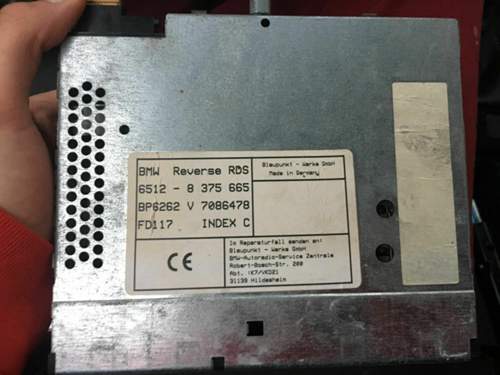 BMW Reverse RDS
6512 - 8 375 665
BP6262 V 7086478
FD117 INDEX C
Blaupunkt - Werke GmbH
Made in Germany
CE
Im Reparaturfall senden an:
Blaupunkt - Werke GmbH
BMW-Autoradio-Service Zentrale
Robert-Bosch-Str. 200
Abt. :K7/VKD21
31139 Hildesheim